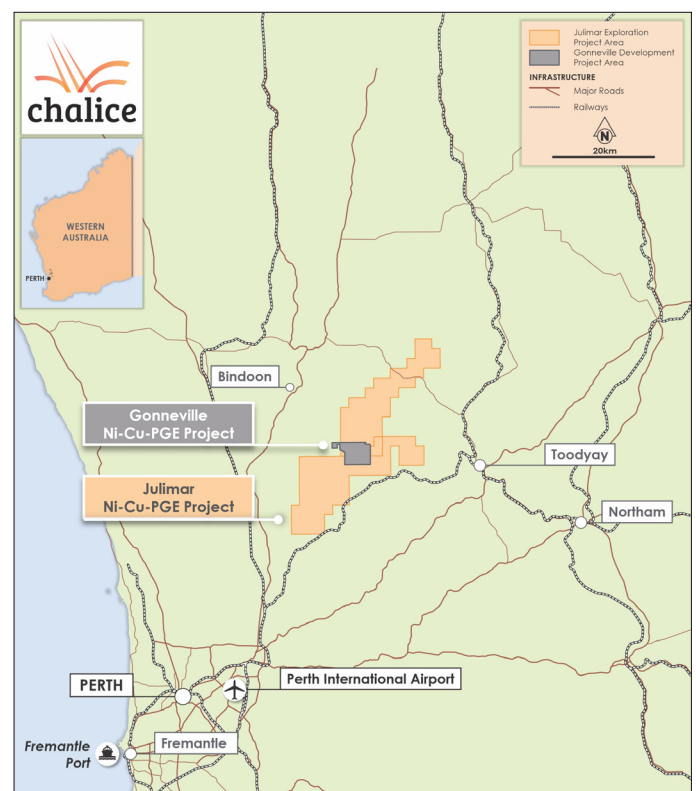 chalice
WESTERN
AUSTRALIA
PERTH
Julimar Exploration
Project Area
Gonneville Development
Project Area
INFRASTRUCTURE
Major Roads
Railways
N
20km
Bindoon
Gonneville
Ni-Cu-PGE Project
Julimar
Ni-Cu-PGE Project
Toodyay
Northam
PERTH
Perth International Airport
Fremantle
Port
Fremantle